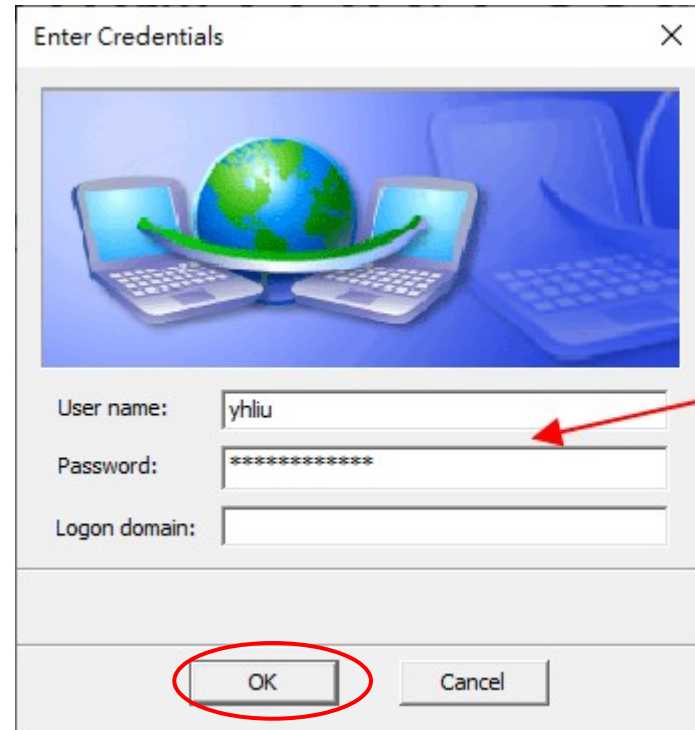 Enter Credentials
User name: yhliu
Password: ************
Logon domain:
OK Cancel